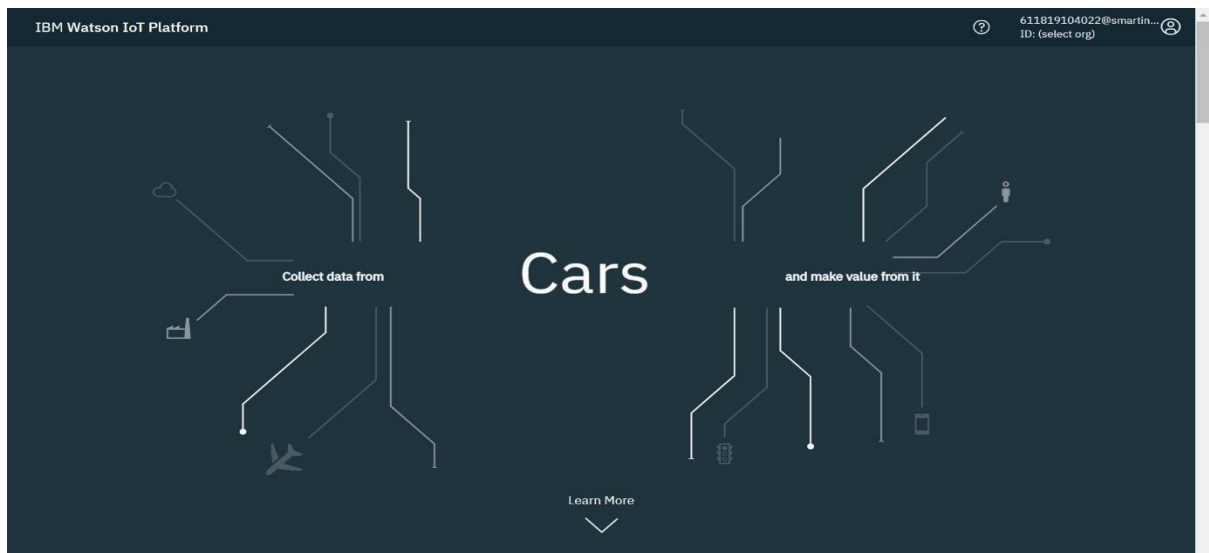 IBM Watson IoT Platform
611819104022@smartin...
ID: (select org)
Collect data from
Cars
and make value from it
Learn More